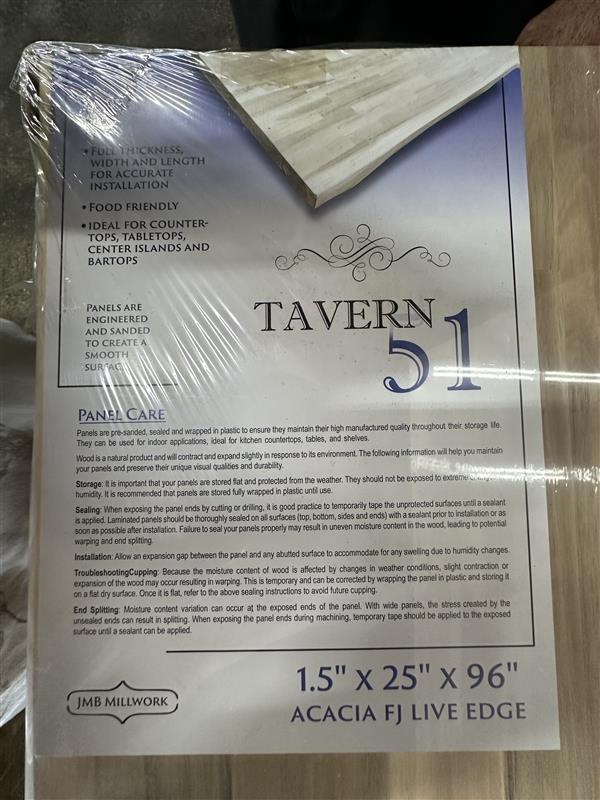 • FULL THICKNESS,
WIDTH AND LENGTH
FOR ACCURATE
INSTALLATION
• FOOD FRIENDLY
• IDEAL FOR COUNTER-
TOPS, TABLETOPS,
CENTER ISLANDS AND
BARTOPS
PANELS ARE
ENGINEERED
AND SANDED
TO CREATE A
SMOOTH
SURFACE
TAVERN
51
PANEL CARE
Panels are pre-sanded, sealed and wrapped in plastic to ensure they maintain their high manufactured quality throughout their storage life.
They can be used for indoor applications, ideal for kitchen countertops, tables, and shelves.
Wood is a natural product and will contract and expand slightly in response to its environment. The following information will help you maintain
your panels and preserve their unique visual qualities and durability.
Storage: It is important that your panels are stored flat and protected from the weather. They should not be exposed to extreme
humidity. It is recommended that panels are stored fully wrapped in plastic until use.
Sealing: When exposing the panel ends by cutting or drilling, it is good practice to temporarily tape the unprotected surfaces until a sealant
is applied. Laminated panels should be thoroughly sealed on all surfaces (top, bottom, sides and ends) with a sealant prior to installation or as
soon as possible after installation. Failure to seal your panels properly may result in uneven moisture content in the wood, leading to potential
warping and end splitting.
Installation: Allow an expansion gap between the panel and any abutted surface to accommodate for any swelling due to humidity changes.
TroubleshootingCupping: Because the moisture content of wood is affected by changes in weather conditions, slight contraction or
expansion of the wood may occur resulting in warping. This is temporary and can be corrected by wrapping the panel in plastic and storing it
on a flat dry surface. Once it is flat, refer to the above sealing instructions to avoid future cupping.
End Splitting: Moisture content variation can occur at the exposed ends of the panel. With wide panels, the stress created by the
unsealed ends can result in splitting. When exposing the panel ends during machining, temporary tape should be applied to the exposed
surface until a sealant can be applied.
JMB MILLWORK
1.5" X 25" X 96"
ACACIA FJ LIVE EDGE